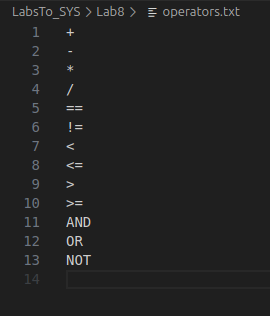 LabsTo_SYS > Lab8 > operators.txt
1 +
2 -
3 *
4 /
5 ==
6 !=
7 <
8 <=
9 >
10 >=
11 AND
12 OR
13 NOT
14